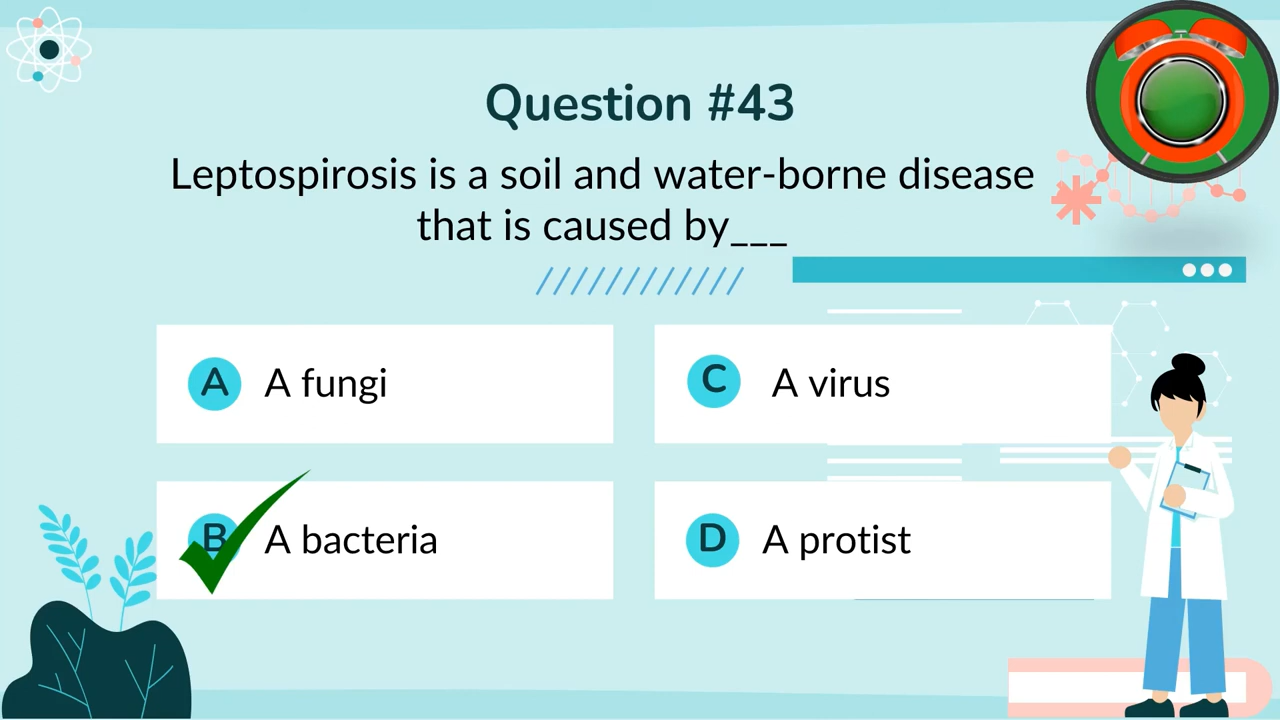 Question #43
Leptospirosis is a soil and water-borne disease
that is caused by___
A A fungi
B A bacteria
C A virus
D A protist